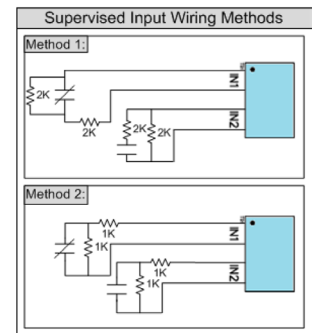 Supervised Input Wiring Methods
Method 1:
2K
2K
2K
2K
IN1
IN2
Method 2:
1K
1K
1K
1K
IN1
IN2